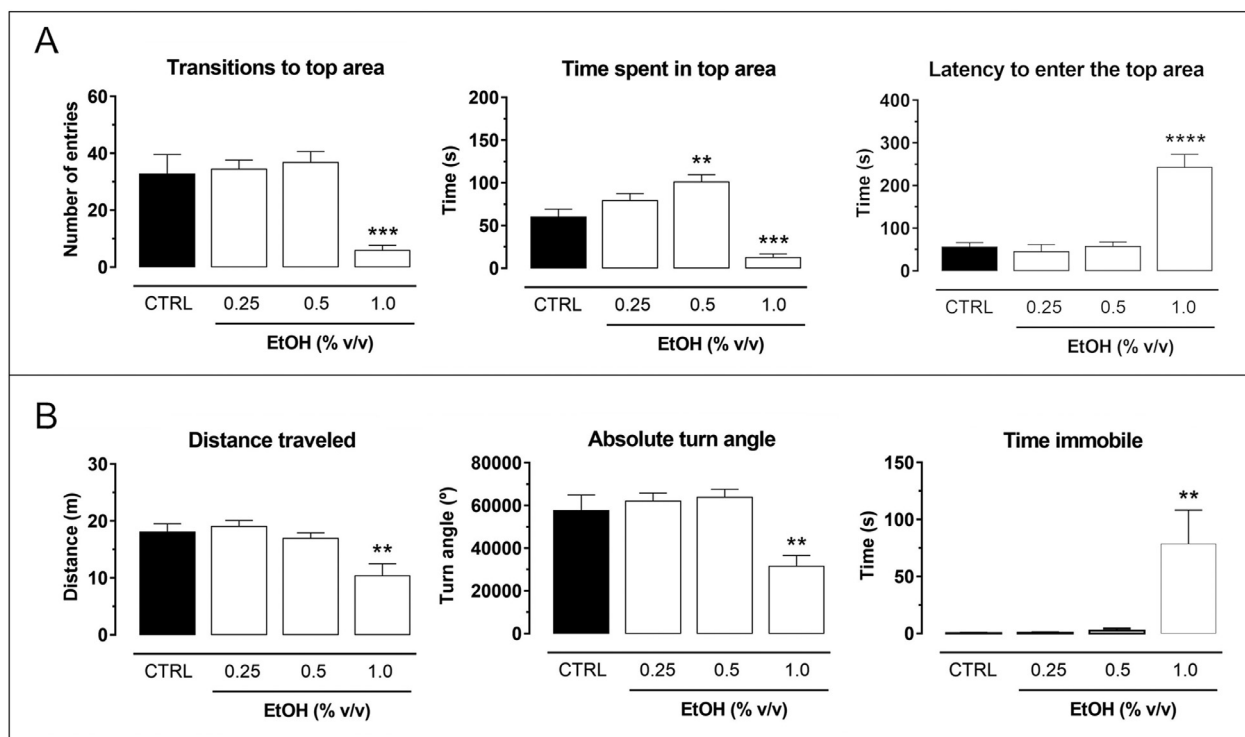 A
Transitions to top area
Number of entries
60
40
20
0
***
CTRL 0.25 0.5 1.0
EtOH (% v/v)
Time spent in top area
Time (s)
200
150
100
50
0
**
***
CTRL 0.25 0.5 1.0
EtOH (% v/v)
Latency to enter the top area
Time (s)
400
300
200
100
50
0
****
CTRL 0.25 0.5 1.0
EtOH (% v/v)
B
Distance traveled
Distance (m)
30
20
10
0
**
CTRL 0.25 0.5 1.0
EtOH (% v/v)
Absolute turn angle
Turn angle (º)
80000
60000
40000
20000
0
**
CTRL 0.25 0.5 1.0
EtOH (% v/v)
Time immobile
Time (s)
150
100
50
0
**
CTRL 0.25 0.5 1.0
EtOH (% v/v)